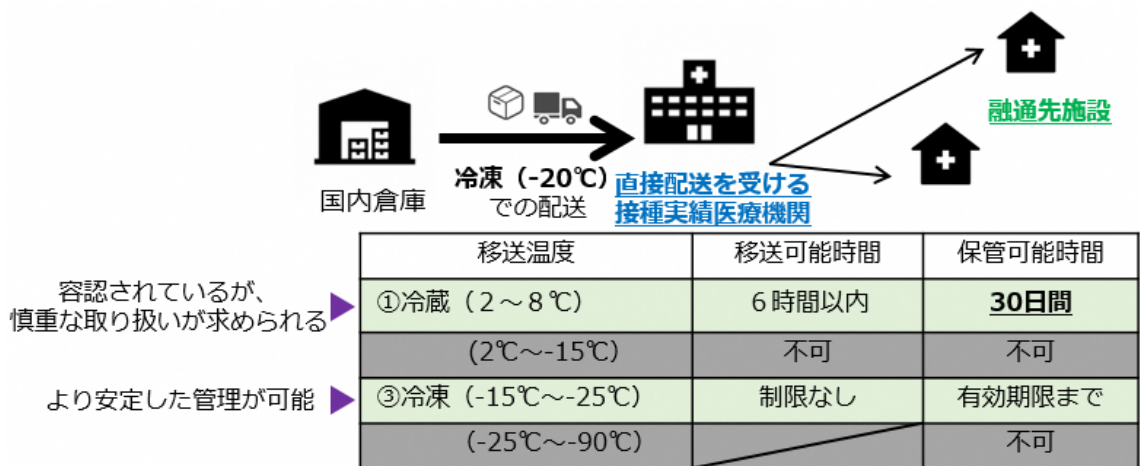 融通先施設
国内倉庫
冷凍（-20℃）
での配送
直接配送を受ける
接種実績医療機関
移送温度 移送可能時間 保管可能時間
容認されているが、
慎重な取り扱いが求められる
①冷蔵（2～8℃） 6時間以内 30日間
(2℃～-15℃) 不可 不可
より安定した管理が可能
③冷凍（-15℃～-25℃） 制限なし 有効期限まで
(-25℃～-90℃) 不可